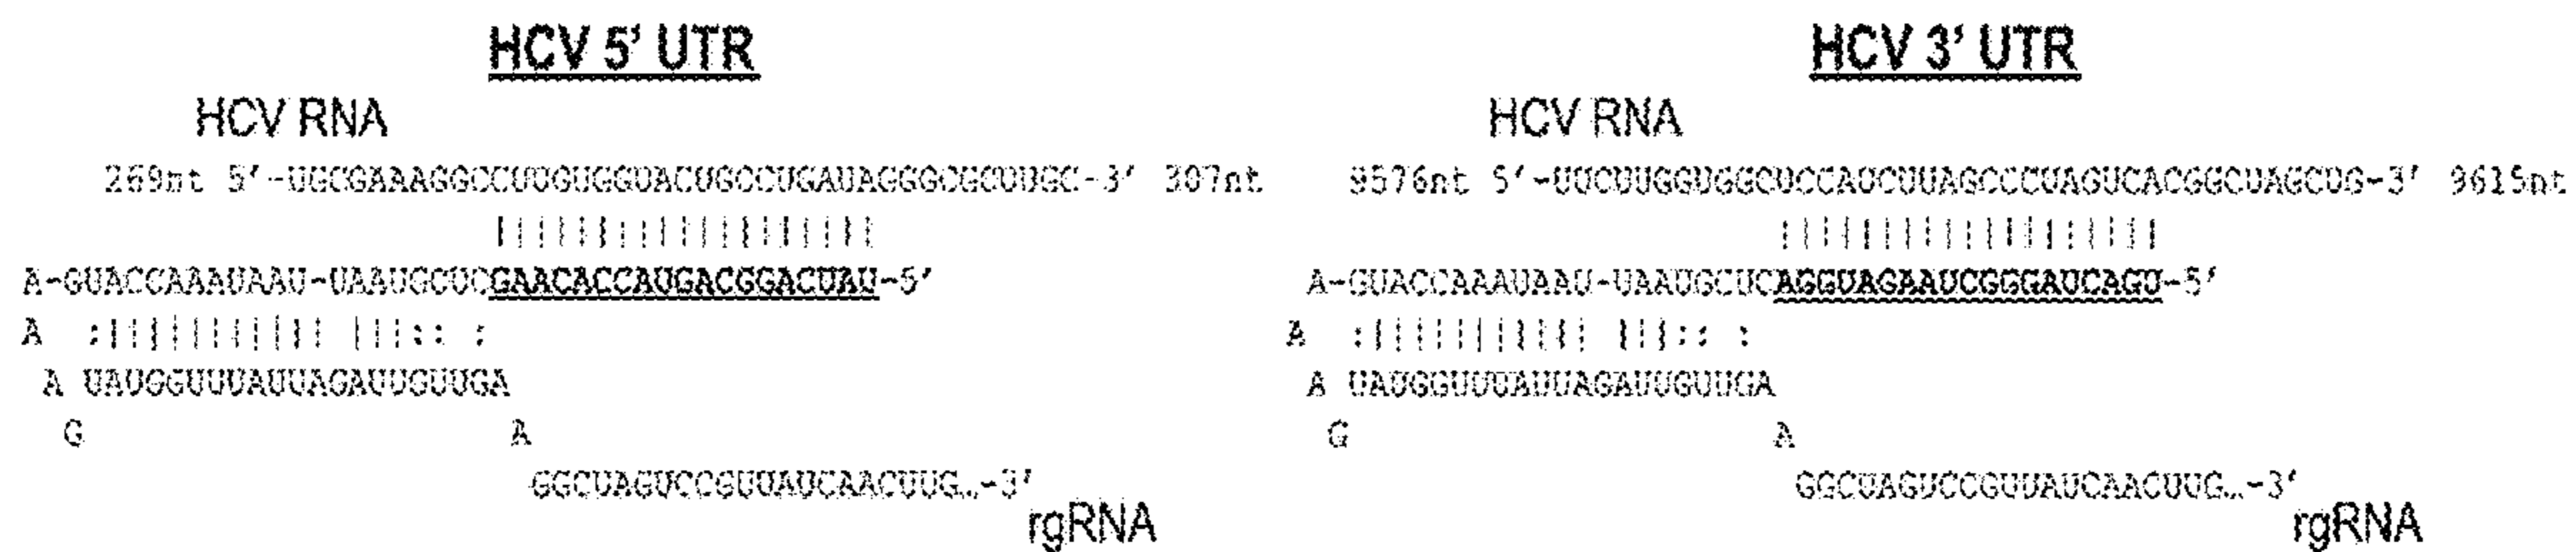 HCV 5' UTR
HCV RNA
269nt 5'-UGCGAAAGGCCUUGUGGUACUGCCUGAUAGGGCGCUUGC-3' 307nt
A-GUACCAAAUAAU-UAAUGCUCGAACACCAUGACGGACUAU-5'
A
A UAUGGUUUAUUAGAUUGUUGA
G A
GGCUAGUCCGUUAUCAACUUG…-3'
rgRNA
HCV 3' UTR
HCV RNA
9576nt 5'-UUCUUGGUGGCUCCAUCUUAGCCCUAGUCACGGCUAGCUG-3' 9615nt
A-GUACCAAAUAAU-UAAUGCUCAGGUAGAAUCGGGAUCAGU-5'
A
A UAUGGUUUAUUAGAUUGUUGA
G A
GGCUAGUCCGUUAUCAACUUG…-3'
rgRNA